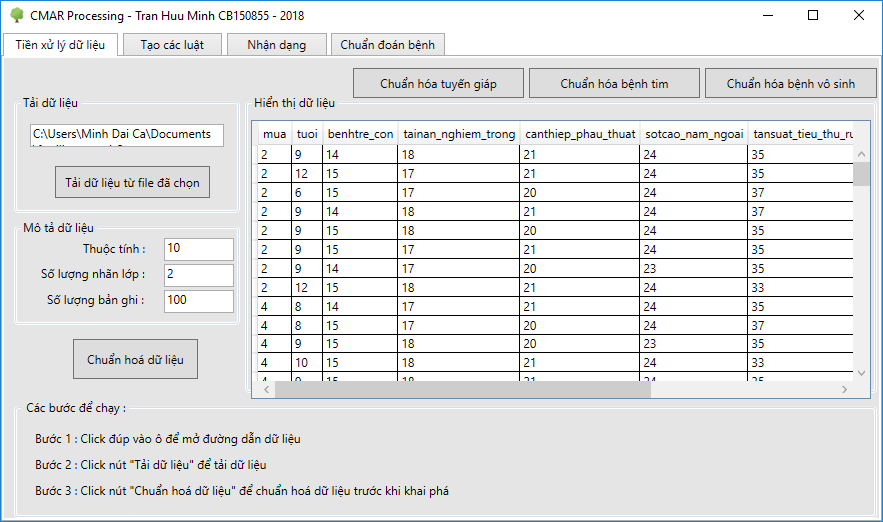 CMAR Processing - Tran Huu Minh CB150855 - 2018
Tiền xử lý dữ liệu Tạo các luật Nhận dạng Chuẩn đoán bệnh
Chuẩn hóa tuyến giáp Chuẩn hóa bệnh tim Chuẩn hóa bệnh vô sinh
Tải dữ liệu
C:\Users\Minh Dai Ca\Documents
Tải dữ liệu từ file đã chọn
Mô tả dữ liệu
Thuộc tính : 10
Số lượng nhãn lớp : 2
Số lượng bản ghi : 100
Chuẩn hoá dữ liệu
Hiển thị dữ liệu
mua tuoi benhtre_con tainan_nghiem_trong canthiep_phau_thuat sotcao_nam_ngoai tansuat_tieu_thu_ru
2 9 14 18 21 24 35
2 12 15 17 21 24 35
2 6 15 17 20 24 37
2 9 14 18 21 24 37
2 9 15 18 20 24 35
2 9 15 17 21 24 35
2 9 14 17 20 23 35
2 12 15 18 21 24 33
4 8 14 17 21 24 35
4 8 15 17 20 24 37
4 9 15 18 20 23 35
4 10 15 18 21 24 33
4 9 15 18 21 24 35
Các bước để chạy :
Bước 1 : Click đúp vào ô để mở đường dẫn dữ liệu
Bước 2 : Click nút "Tải dữ liệu" để tải dữ liệu
Bước 3 : Click nút "Chuẩn hoá dữ liệu" để chuẩn hoá dữ liệu trước khi khai phá